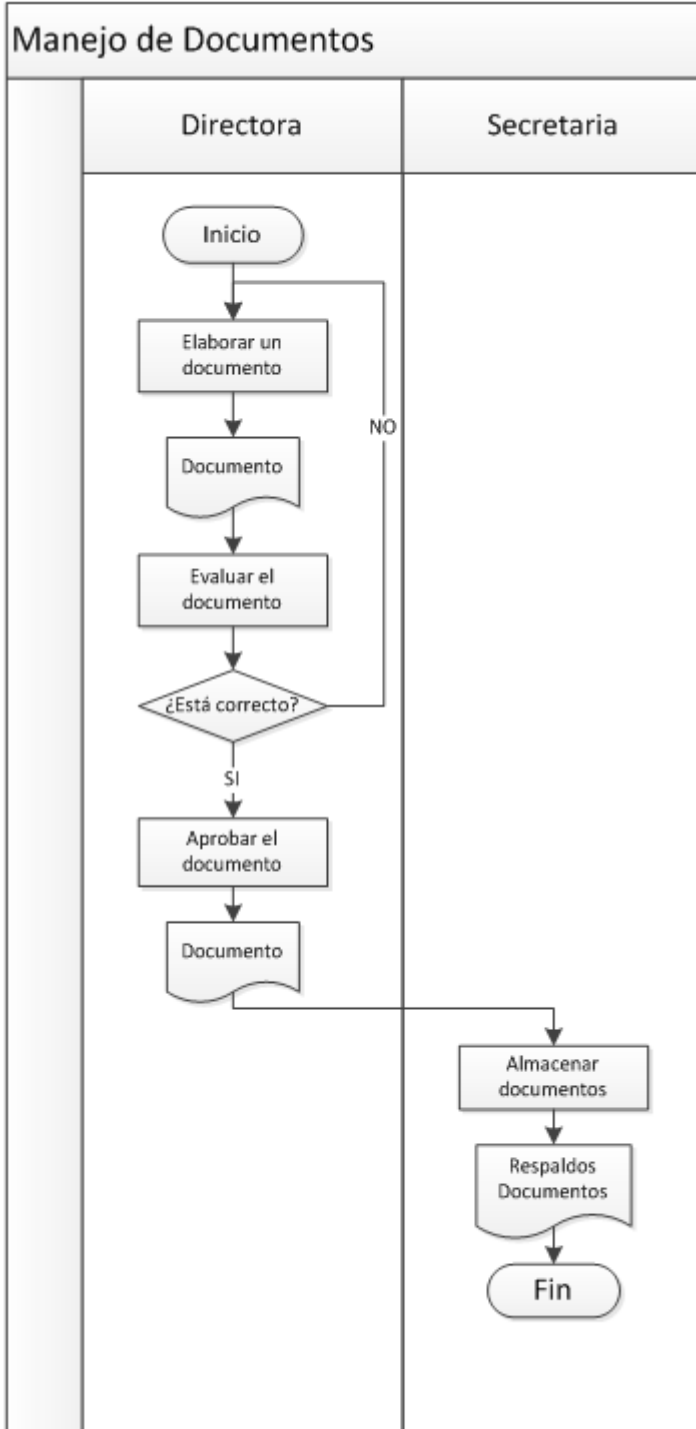 Manejo de Documentos
Directora
Secretaria
Inicio
Elaborar un
documento
NO
Documento
Evaluar el
documento
¿Está correcto?
SI
Aprobar el
documento
Documento
Almacenar
documentos
Respaldos
Documentos
Fin